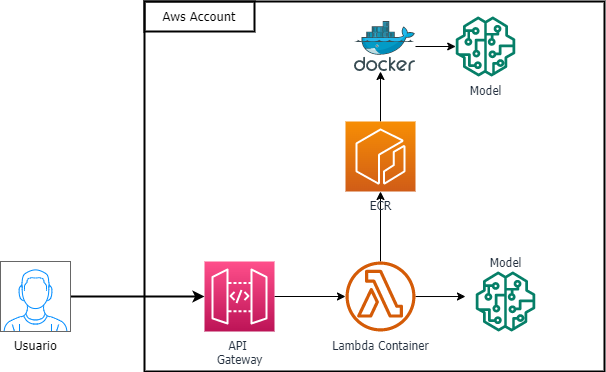 Aws Account
docker
Model
ECR
Model
</>
Usuario
API
Gateway
Lambda Container